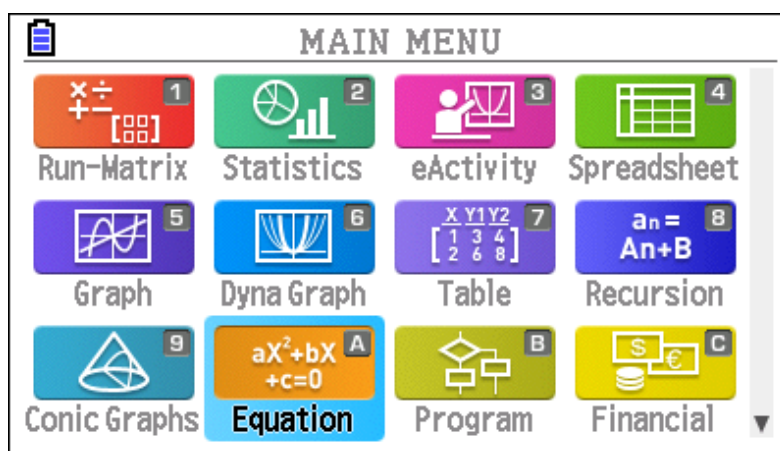 MAIN MENU
×÷ 1 2 3 4
+− [88]
Run-Matrix Statistics eActivity Spreadsheet
5 6 X Y1 Y2 7 an= 8
1 3 4 An+B
2 6 8
Graph Dyna Graph Table Recursion
9 aX²+bX A B $ C
+c=0 €
Conic Graphs Equation Program Financial